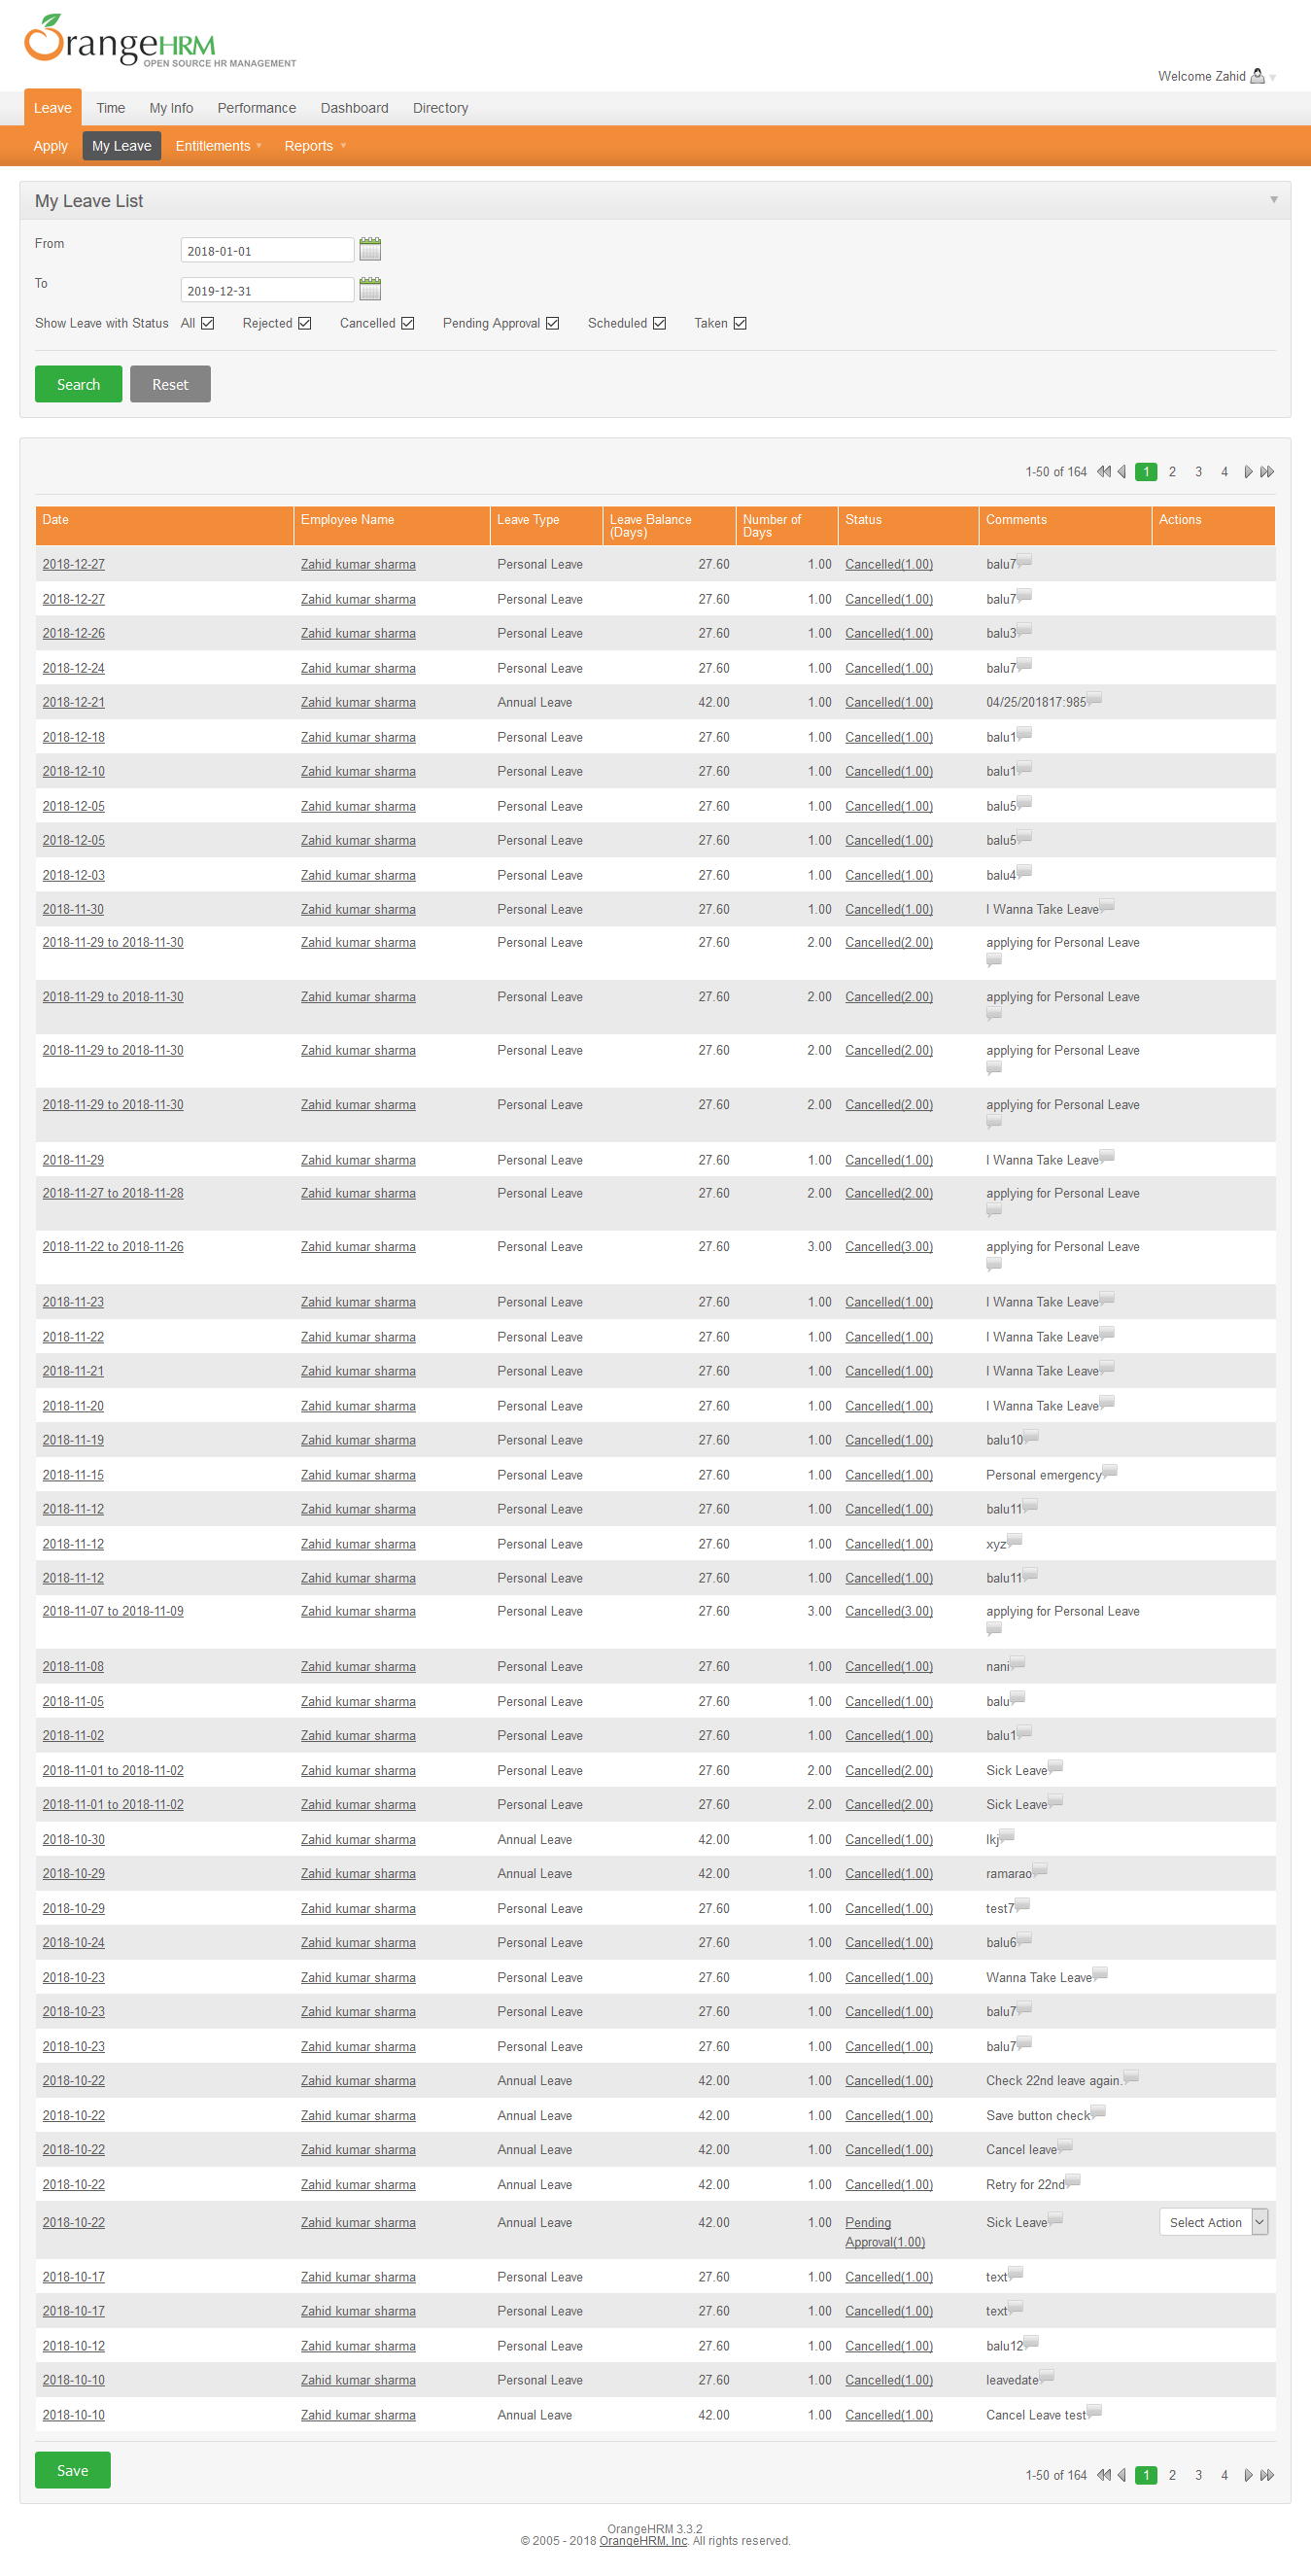 OrangeHRM
OPEN SOURCE HR MANAGEMENT
Welcome Zahid
Leave Time My Info Performance Dashboard Directory
Apply My Leave Entitlements Reports
My Leave List
From 2018-01-01
To 2019-12-31
Show Leave with Status All Rejected Cancelled Pending Approval Scheduled Taken
Search Reset
1-50 of 164 1 2 3 4
Date Employee Name Leave Type Leave Balance (Days) Number of Days Status Comments Actions
2018-12-27 Zahid kumar sharma Personal Leave 27.60 1.00 Cancelled(1.00) balu7
2018-12-27 Zahid kumar sharma Personal Leave 27.60 1.00 Cancelled(1.00) balu7
2018-12-26 Zahid kumar sharma Personal Leave 27.60 1.00 Cancelled(1.00) balu3
2018-12-24 Zahid kumar sharma Personal Leave 27.60 1.00 Cancelled(1.00) balu7
2018-12-21 Zahid kumar sharma Annual Leave 42.00 1.00 Cancelled(1.00) 04/25/201817:985
2018-12-18 Zahid kumar sharma Personal Leave 27.60 1.00 Cancelled(1.00) balu1
2018-12-10 Zahid kumar sharma Personal Leave 27.60 1.00 Cancelled(1.00) balu1
2018-12-05 Zahid kumar sharma Personal Leave 27.60 1.00 Cancelled(1.00) balu5
2018-12-05 Zahid kumar sharma Personal Leave 27.60 1.00 Cancelled(1.00) balu5
2018-12-03 Zahid kumar sharma Personal Leave 27.60 1.00 Cancelled(1.00) balu4
2018-11-30 Zahid kumar sharma Personal Leave 27.60 1.00 Cancelled(1.00) I Wanna Take Leave
2018-11-29 to 2018-11-30 Zahid kumar sharma Personal Leave 27.60 2.00 Cancelled(2.00) applying for Personal Leave
2018-11-29 to 2018-11-30 Zahid kumar sharma Personal Leave 27.60 2.00 Cancelled(2.00) applying for Personal Leave
2018-11-29 to 2018-11-30 Zahid kumar sharma Personal Leave 27.60 2.00 Cancelled(2.00) applying for Personal Leave
2018-11-29 to 2018-11-30 Zahid kumar sharma Personal Leave 27.60 2.00 Cancelled(2.00) applying for Personal Leave
2018-11-29 Zahid kumar sharma Personal Leave 27.60 1.00 Cancelled(1.00) I Wanna Take Leave
2018-11-27 to 2018-11-28 Zahid kumar sharma Personal Leave 27.60 2.00 Cancelled(2.00) applying for Personal Leave
2018-11-22 to 2018-11-26 Zahid kumar sharma Personal Leave 27.60 3.00 Cancelled(3.00) applying for Personal Leave
2018-11-23 Zahid kumar sharma Personal Leave 27.60 1.00 Cancelled(1.00) I Wanna Take Leave
2018-11-22 Zahid kumar sharma Personal Leave 27.60 1.00 Cancelled(1.00) I Wanna Take Leave
2018-11-21 Zahid kumar sharma Personal Leave 27.60 1.00 Cancelled(1.00) I Wanna Take Leave
2018-11-20 Zahid kumar sharma Personal Leave 27.60 1.00 Cancelled(1.00) I Wanna Take Leave
2018-11-19 Zahid kumar sharma Personal Leave 27.60 1.00 Cancelled(1.00) balu10
2018-11-15 Zahid kumar sharma Personal Leave 27.60 1.00 Cancelled(1.00) Personal emergency
2018-11-12 Zahid kumar sharma Personal Leave 27.60 1.00 Cancelled(1.00) balu11
2018-11-12 Zahid kumar sharma Personal Leave 27.60 1.00 Cancelled(1.00) xyz
2018-11-12 Zahid kumar sharma Personal Leave 27.60 1.00 Cancelled(1.00) balu11
2018-11-07 to 2018-11-09 Zahid kumar sharma Personal Leave 27.60 3.00 Cancelled(3.00) applying for Personal Leave
2018-11-08 Zahid kumar sharma Personal Leave 27.60 1.00 Cancelled(1.00) nani
2018-11-05 Zahid kumar sharma Personal Leave 27.60 1.00 Cancelled(1.00) balu
2018-11-02 Zahid kumar sharma Personal Leave 27.60 1.00 Cancelled(1.00) balu1
2018-11-01 to 2018-11-02 Zahid kumar sharma Personal Leave 27.60 2.00 Cancelled(2.00) Sick Leave
2018-11-01 to 2018-11-02 Zahid kumar sharma Personal Leave 27.60 2.00 Cancelled(2.00) Sick Leave
2018-10-30 Zahid kumar sharma Annual Leave 42.00 1.00 Cancelled(1.00) lkj
2018-10-29 Zahid kumar sharma Annual Leave 42.00 1.00 Cancelled(1.00) ramarao
2018-10-29 Zahid kumar sharma Personal Leave 27.60 1.00 Cancelled(1.00) test7
2018-10-24 Zahid kumar sharma Personal Leave 27.60 1.00 Cancelled(1.00) balu6
2018-10-23 Zahid kumar sharma Personal Leave 27.60 1.00 Cancelled(1.00) Wanna Take Leave
2018-10-23 Zahid kumar sharma Personal Leave 27.60 1.00 Cancelled(1.00) balu7
2018-10-23 Zahid kumar sharma Personal Leave 27.60 1.00 Cancelled(1.00) balu7
2018-10-22 Zahid kumar sharma Annual Leave 42.00 1.00 Cancelled(1.00) Check 22nd leave again.
2018-10-22 Zahid kumar sharma Annual Leave 42.00 1.00 Cancelled(1.00) Save button check
2018-10-22 Zahid kumar sharma Annual Leave 42.00 1.00 Cancelled(1.00) Cancel leave
2018-10-22 Zahid kumar sharma Annual Leave 42.00 1.00 Cancelled(1.00) Retry for 22nd
2018-10-22 Zahid kumar sharma Annual Leave 42.00 1.00 Pending Approval(1.00) Sick Leave Select Action
2018-10-17 Zahid kumar sharma Personal Leave 27.60 1.00 Cancelled(1.00) text
2018-10-17 Zahid kumar sharma Personal Leave 27.60 1.00 Cancelled(1.00) text
2018-10-12 Zahid kumar sharma Personal Leave 27.60 1.00 Cancelled(1.00) balu12
2018-10-10 Zahid kumar sharma Personal Leave 27.60 1.00 Cancelled(1.00) leavedate
2018-10-10 Zahid kumar sharma Annual Leave 42.00 1.00 Cancelled(1.00) Cancel Leave test
Save
1-50 of 164 1 2 3 4
OrangeHRM 3.3.2
© 2005 - 2018 OrangeHRM, Inc. All rights reserved.